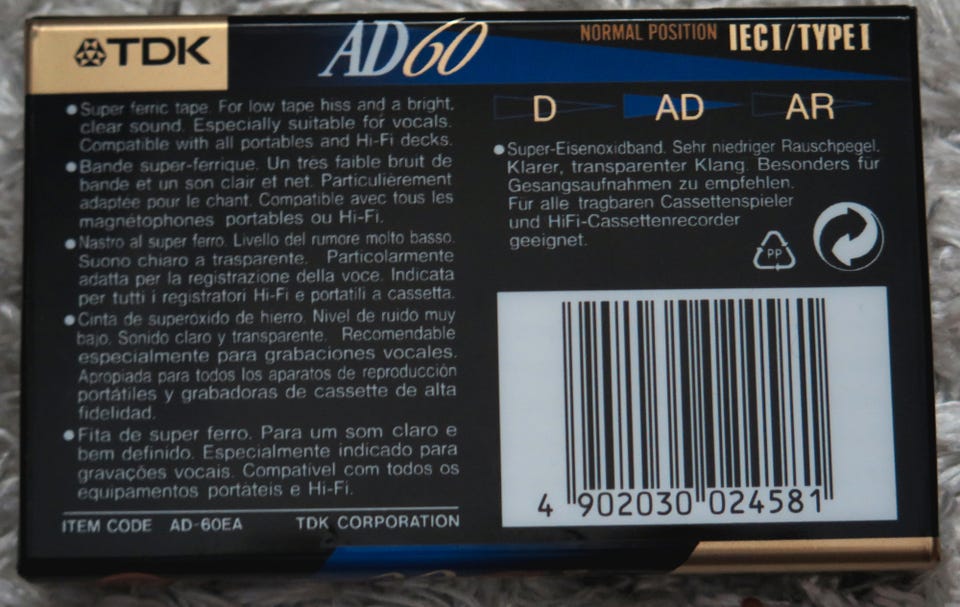 TDK
AD60
NORMAL POSITION IECI/TYPEI
●Super ferric tape. For low tape hiss and a bright,
clear sound. Especially suitable for vocals.
Compatible with all portables and Hi-Fi decks.
●Bande super-ferrique. Un très faible bruit de
bande et un son clair et net. Particulièrement
adaptée pour le chant. Compatible avec tous les
magnétophones portables ou Hi-Fi.
●Nastro al super ferro. Livello del rumore molto basso.
Suono chiaro a trasparente. Particolarmente
adatta per la registrazione della voce. Indicata
per tutti i registratori Hi-Fi e portatili a cassetta.
●Cinta de superóxido de hierro. Nivel de ruido muy
bajo. Sonido claro y transparente. Recomendable
especialmente para grabaciones vocales.
Apropiada para todos los aparatos de reproducción
portátiles y grabadoras de cassette de alta
fidelidad.
●Fita de super ferro. Para um som claro e
bem definido. Especialmente indicado para
gravações vocais. Compatível com todos os
equipamentos portáteis e Hi-Fi.
ITEM CODE AD-60EA TDK CORPORATION
D AD AR
●Super-Eisenoxidband. Sehr niedriger Rauschpegel.
Klarer, transparenter Klang. Besonders für
Gesangsaufnahmen zu empfehlen.
Für alle tragbaren Cassettenspieler
und HiFi-Cassettenrecorder
geeignet.
PP
4 902030 024581